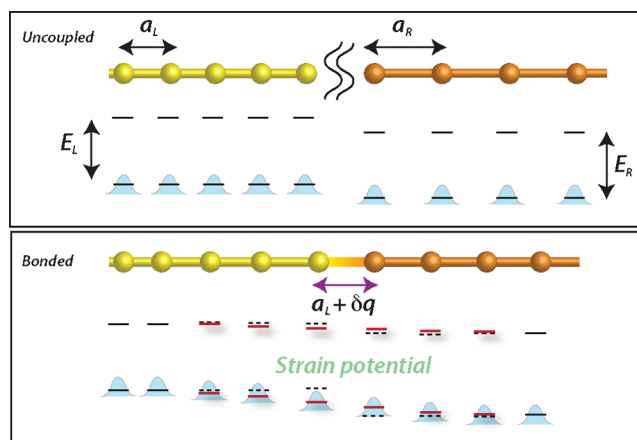 Uncoupled
a_L
a_R
E_L
E_R
Bonded
a_L + δq
Strain potential